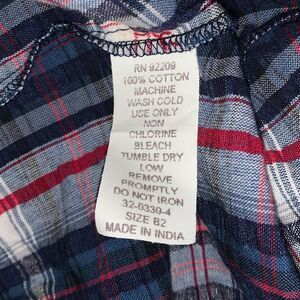 RN 92209
100% COTTON
MACHINE
WASH COLD
USE ONLY
NON
CHLORINE
BLEACH
TUMBLE DRY
LOW
REMOVE
PROMPTLY
DO NOT IRON
32-0330-4
SIZE B2
MADE IN INDIA